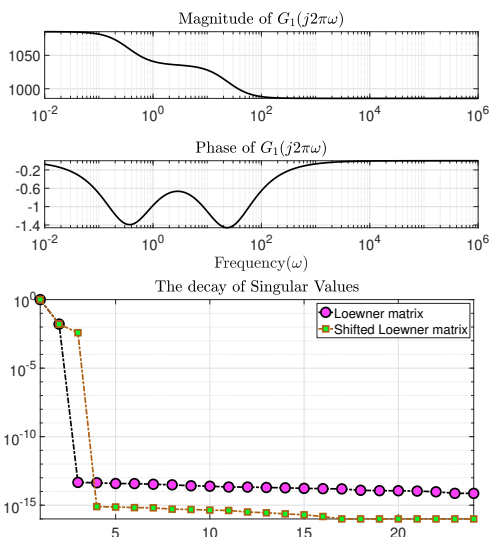 Magnitude of G₁(j2πω)
1050
1000
10⁻² 10⁰ 10² 10⁴ 10⁶
Phase of G₁(j2πω)
-0.2
-0.6
-1
-1.4
10⁻² 10⁰ 10² 10⁴ 10⁶
Frequency(ω)
The decay of Singular Values
10⁰
Loewner matrix
Shifted Loewner matrix
10⁻⁵
10⁻¹⁰
10⁻¹⁵
5 10 15 20